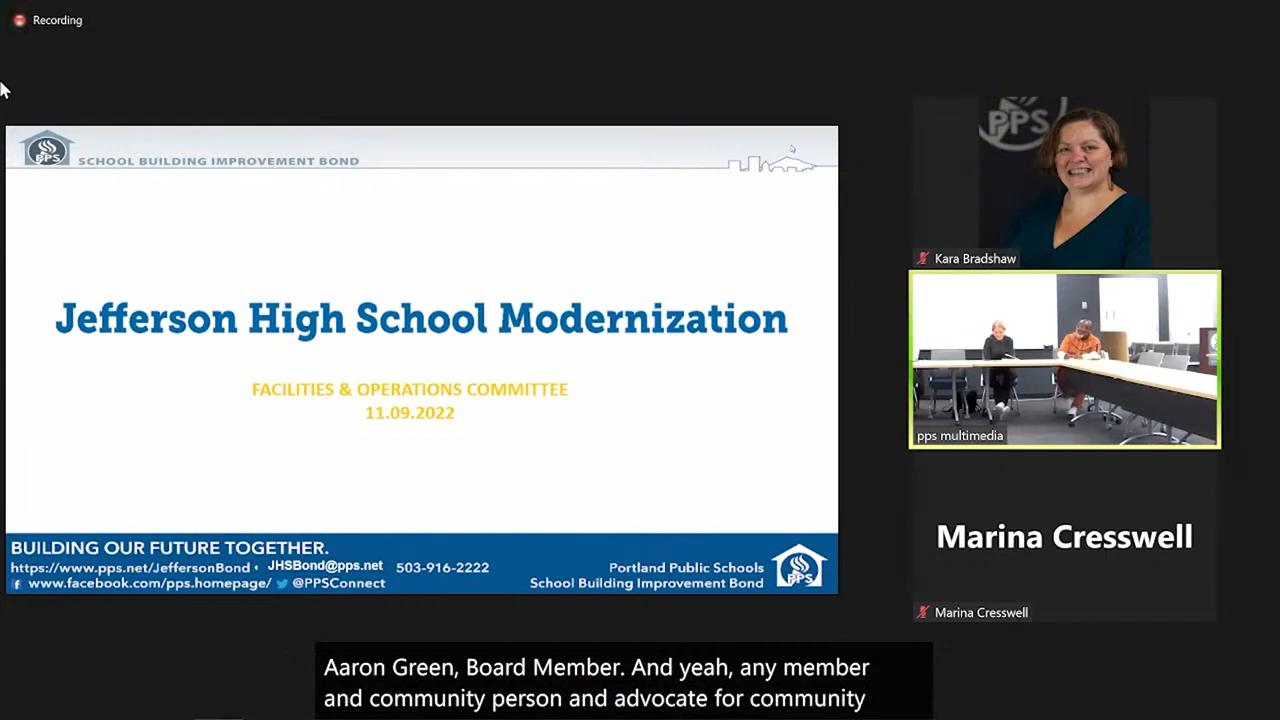 Recording
PPS
SCHOOL BUILDING IMPROVEMENT BOND
PPS
Jefferson High School Modernization
FACILITIES & OPERATIONS COMMITTEE
11.09.2022
BUILDING OUR FUTURE TOGETHER.
https://www.pps.net/JeffersonBond • JHSBond@pps.net 503-916-2222
www.facebook.com/pps.homepage/ @PPSConnect
Portland Public Schools
School Building Improvement Bond
PPS
Kara Bradshaw
pps multimedia
Marina Cresswell
Marina Cresswell
Aaron Green, Board Member. And yeah, any member
and community person and advocate for community